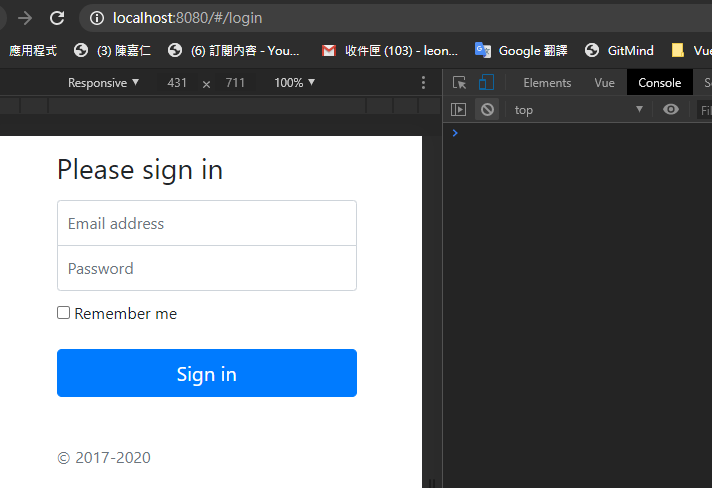 localhost:8080/#/login
應用程式 (3) 陳嘉仁 (6) 訂閱內容 - You... 收件匣 (103) - leon... Google 翻譯 GitMind Vue
Responsive ▼ 431 × 711 100% ▼ Elements Vue Console S
top ▼ Fil
Please sign in
Email address
Password
Remember me
Sign in
© 2017-2020